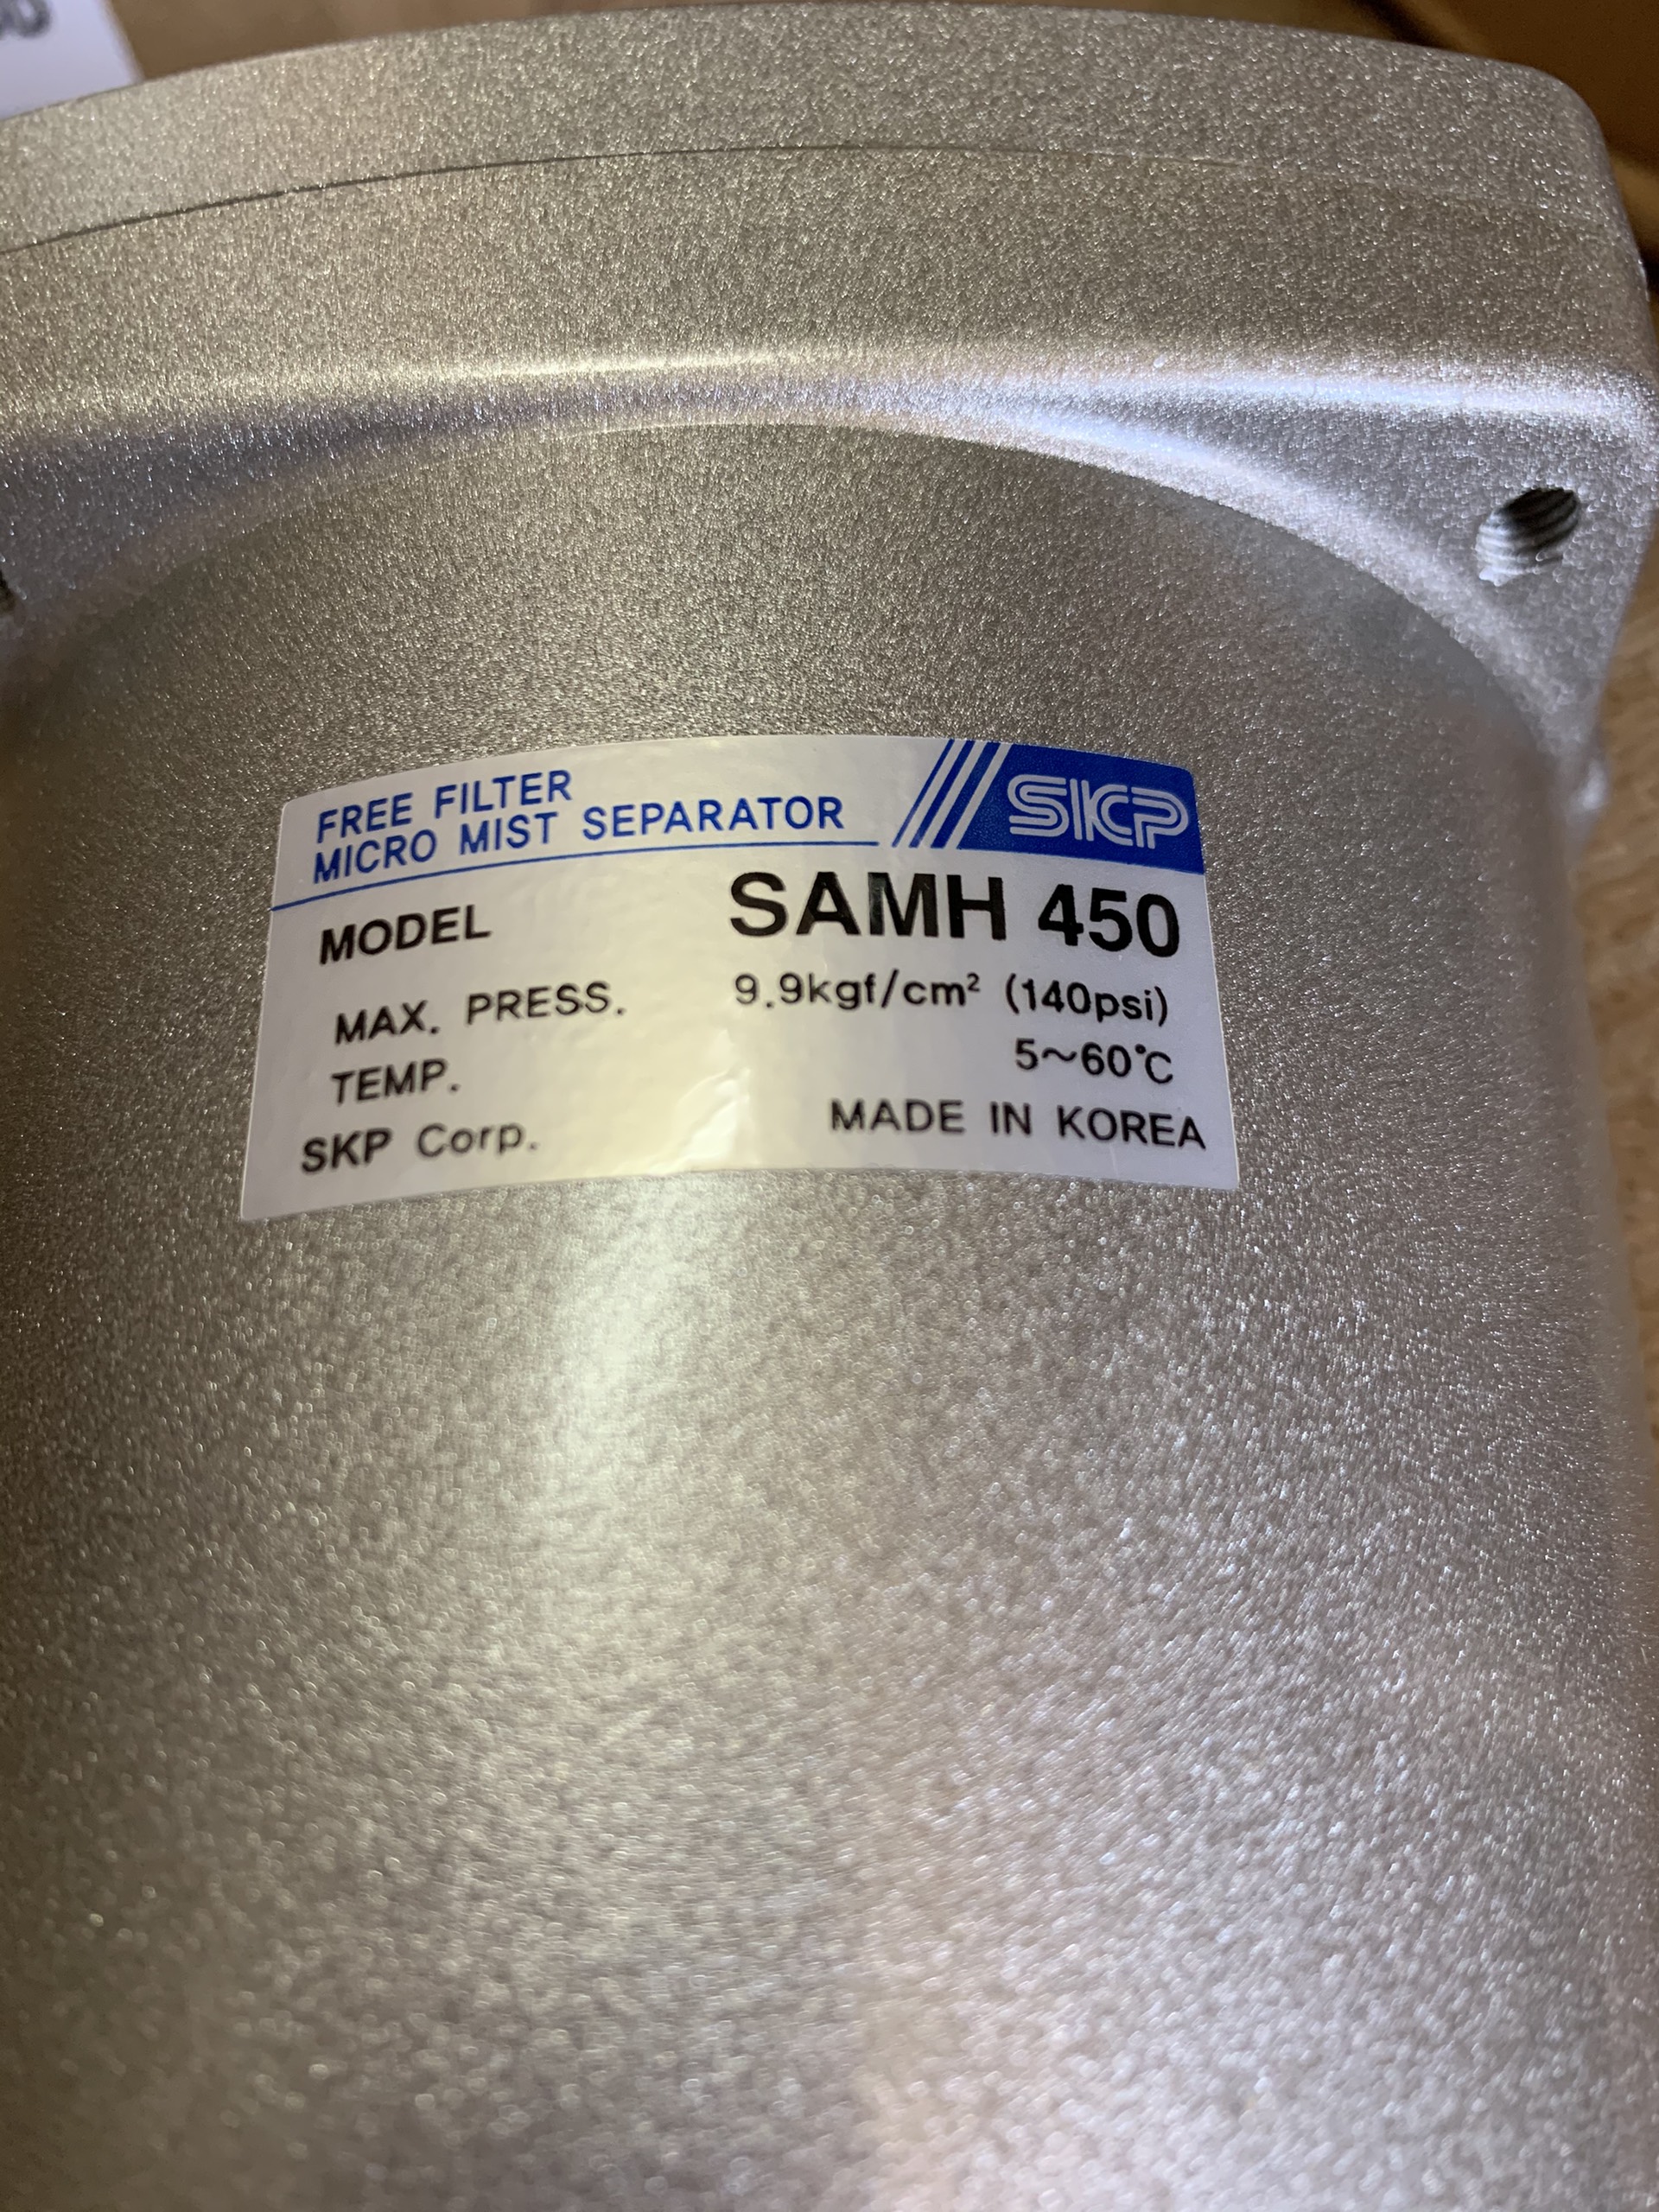 FREE FILTER
MICRO MIST SEPARATOR
SKP
MODEL SAMH 450
MAX. PRESS. 9.9kgf/cm² (140psi)
TEMP. 5~60℃
SKP Corp. MADE IN KOREA